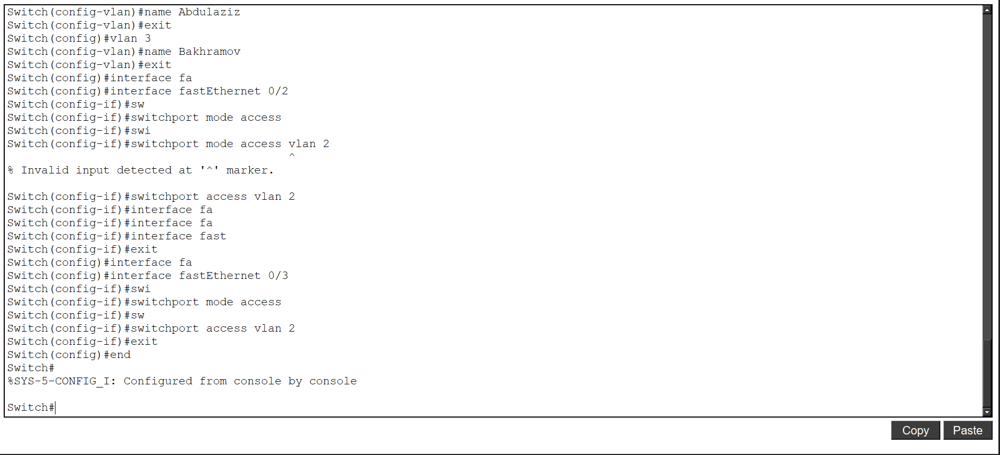 Switch(config-vlan)#name Abdulaziz
Switch(config-vlan)#exit
Switch(config)#vlan 3
Switch(config-vlan)#name Bakhramov
Switch(config-vlan)#exit
Switch(config)#interface fa
Switch(config)#interface fastEthernet 0/2
Switch(config-if)#sw
Switch(config-if)#switchport mode access
Switch(config-if)#swi
Switch(config-if)#switchport mode access vlan 2
^
% Invalid input detected at '^' marker.
Switch(config-if)#switchport access vlan 2
Switch(config-if)#interface fa
Switch(config-if)#interface fa
Switch(config-if)#interface fast
Switch(config-if)#exit
Switch(config)#interface fa
Switch(config)#interface fastEthernet 0/3
Switch(config-if)#swi
Switch(config-if)#switchport mode access
Switch(config-if)#sw
Switch(config-if)#switchport access vlan 2
Switch(config-if)#exit
Switch(config)#end
Switch#
%SYS-5-CONFIG_I: Configured from console by console
Switch#
Copy Paste